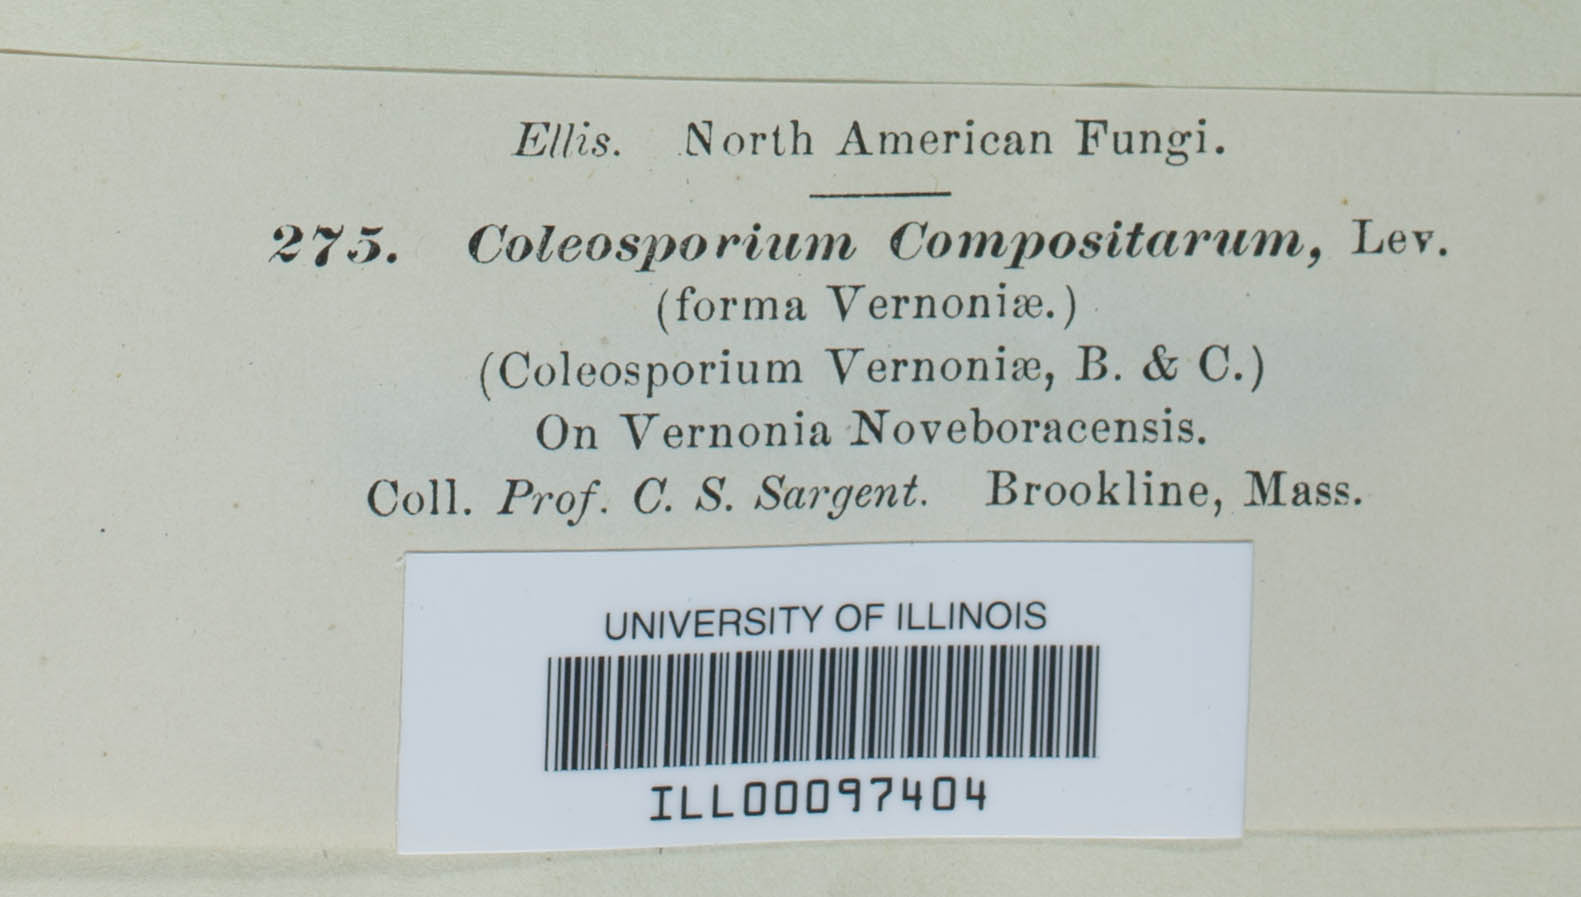 Ellis. North American Fungi.
275. Coleosporium Compositarum, Lev.
(forma Vernoniæ.)
(Coleosporium Vernoniæ, B. & C.)
On Vernonia Noveboracensis.
Coll. Prof. C. S. Sargent. Brookline, Mass.
UNIVERSITY OF ILLINOIS
ILL00097404